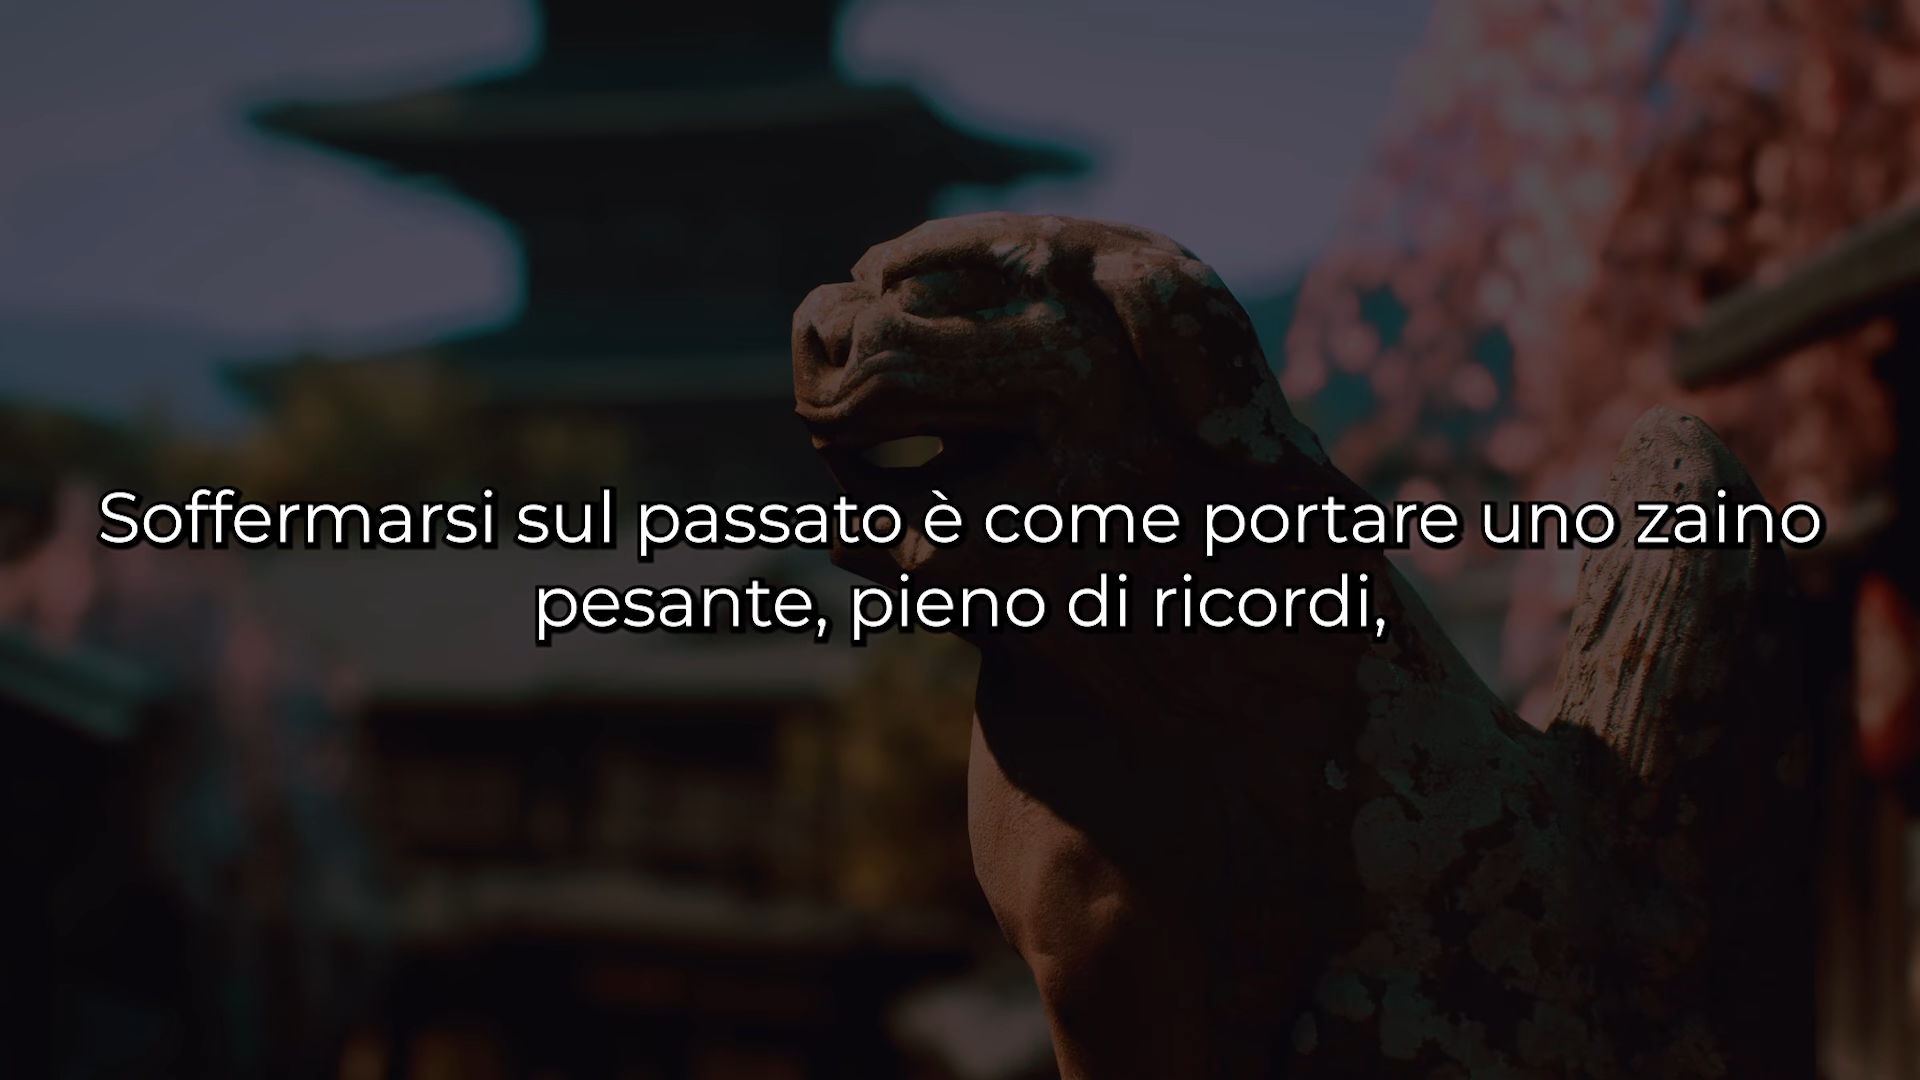 Soffermarsi sul passato è come portare uno zaino
pesante, pieno di ricordi,